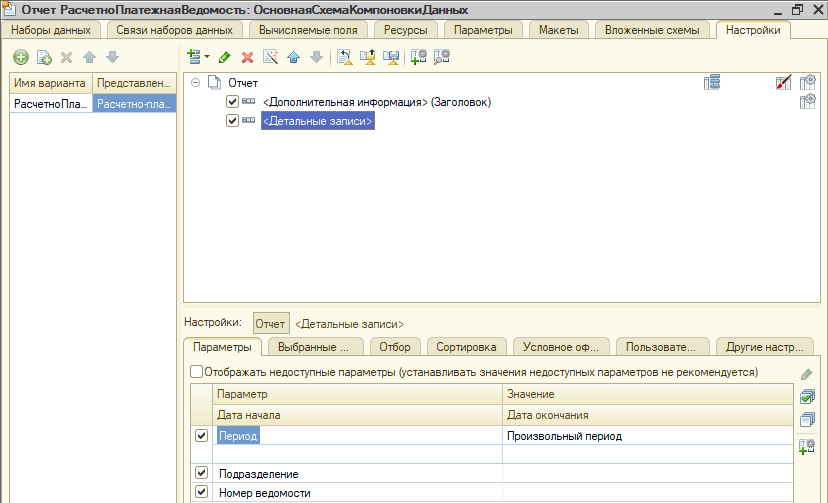 Отчет РасчетноПлатежнаяВедомость: ОсновнаяСхемаКомпоновкиДанных
Наборы данных Связи наборов данных Вычисляемые поля Ресурсы Параметры Макеты Вложенные схемы Настройки
Имя варианта Представлен...
РасчетноПла... Расчетно-пла...
Отчет
<Дополнительная информация> (Заголовок)
<Детальные записи>
Настройки: Отчет <Детальные записи>
Параметры Выбранные ... Отбор Сортировка Условное оф... Пользовате... Другие настр...
Отображать недоступные параметры (устанавливать значения недоступных параметров не рекомендуется)
Параметр Значение
Дата начала Дата окончания
Период Произвольный период
Подразделение
Номер ведомости